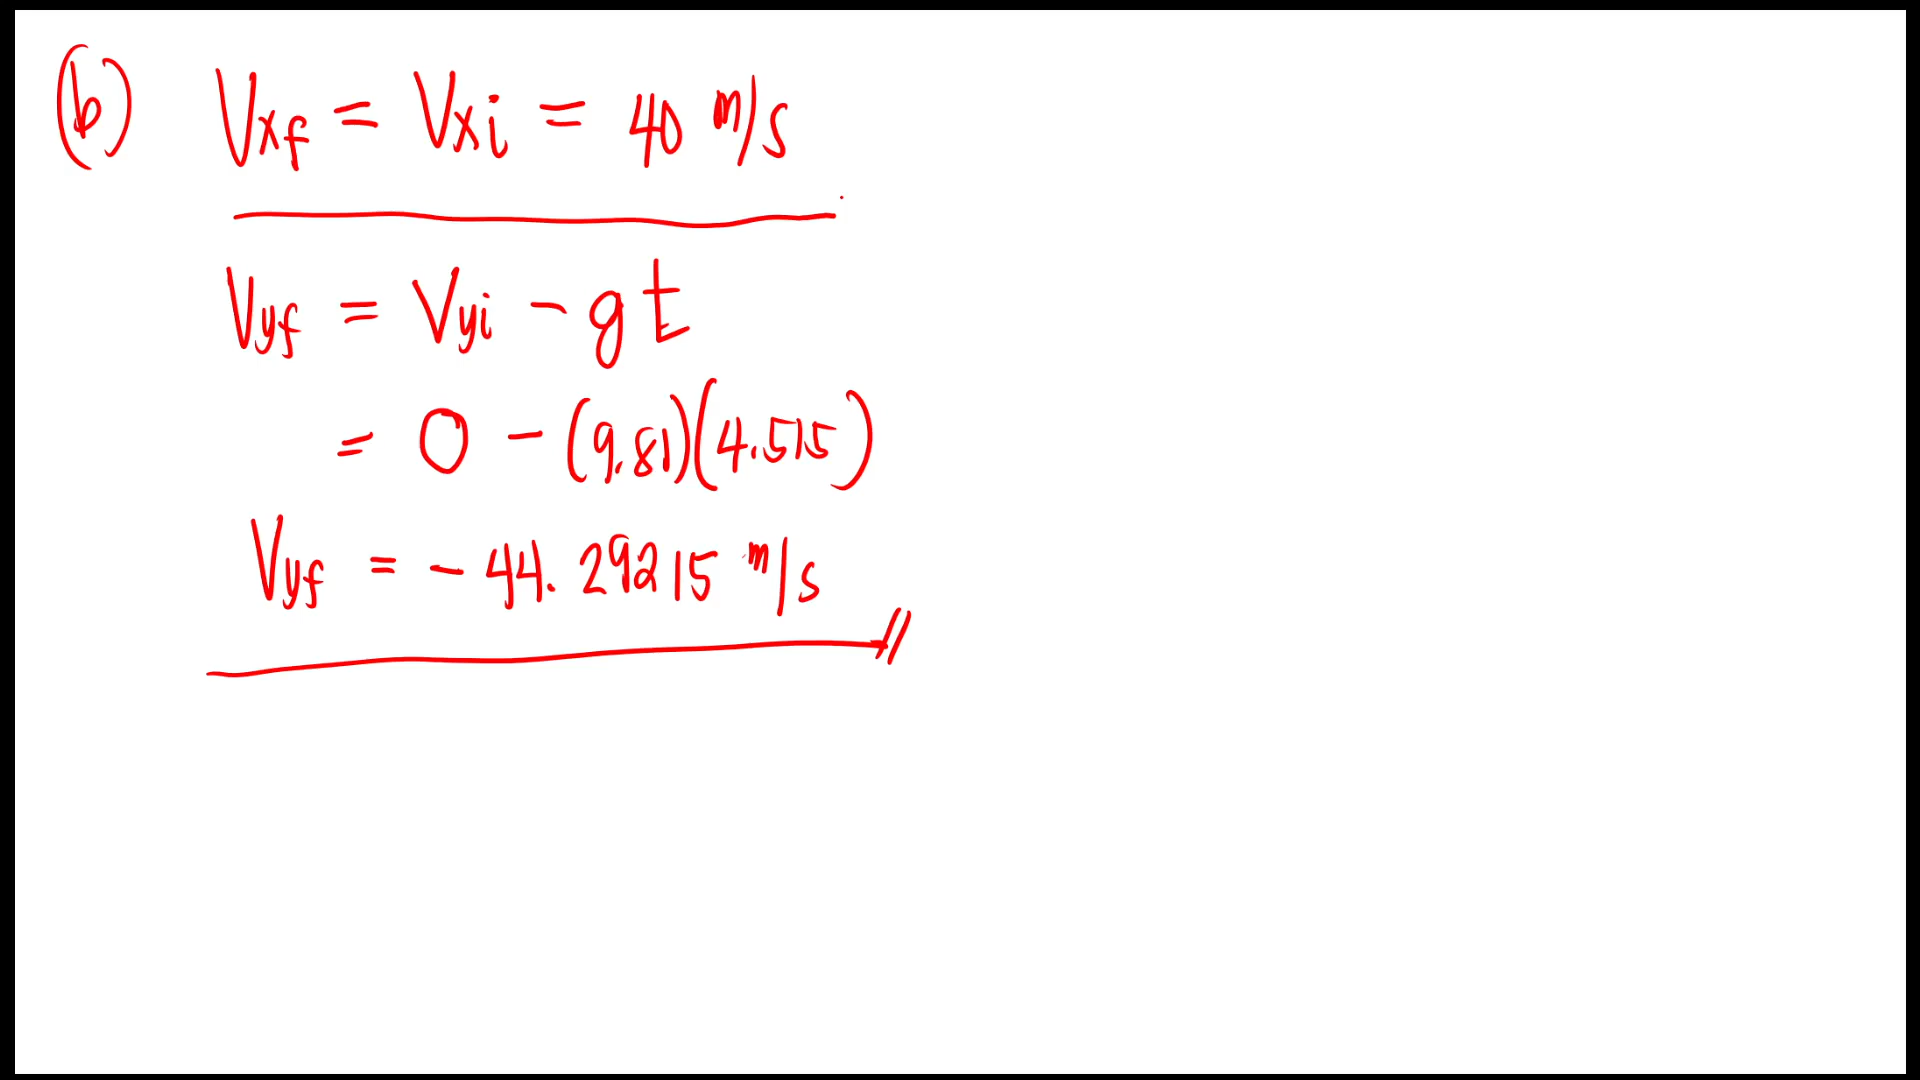 (b) Vxf = Vxi = 40 m/s
Vyf = Vyi - gt
= 0 - (9.81)(4.515)
Vyf = - 44.29215 m/s